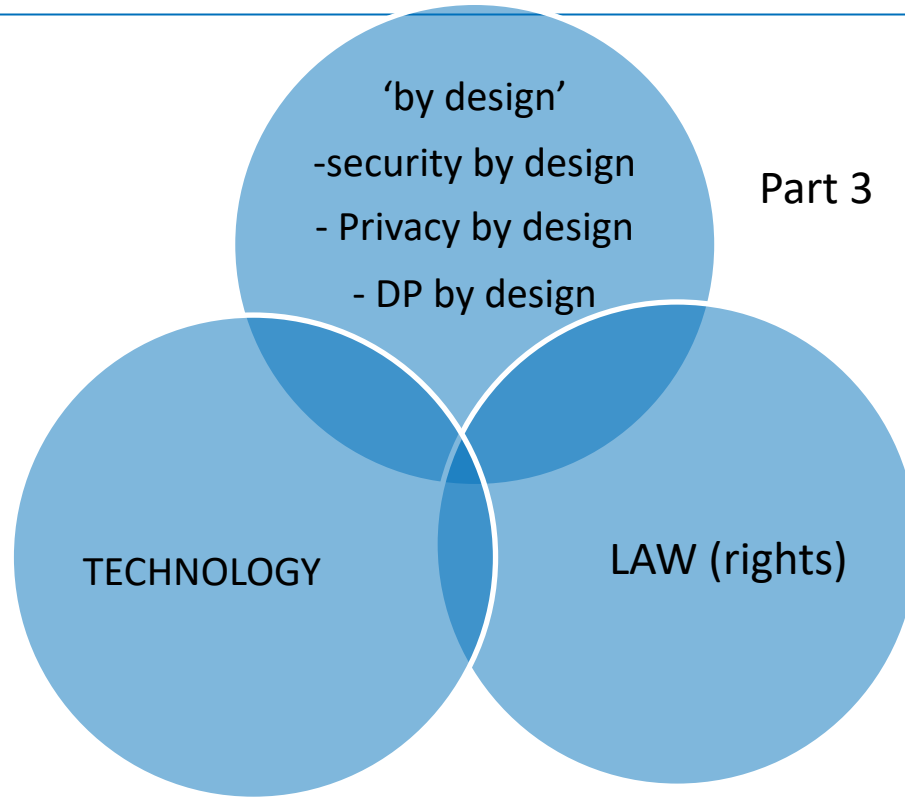 ‘by design’
-security by design
- Privacy by design
- DP by design
Part 3
TECHNOLOGY
LAW (rights)